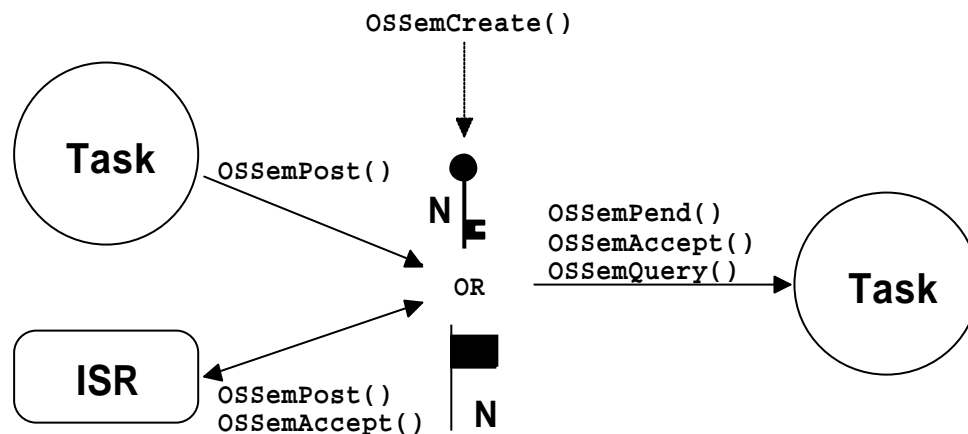 OSSemCreate()
Task
OSSemPost()
N
OSSemPend()
OSSemAccept()
OSSemQuery()
OR
Task
ISR
OSSemPost()
OSSemAccept()
N